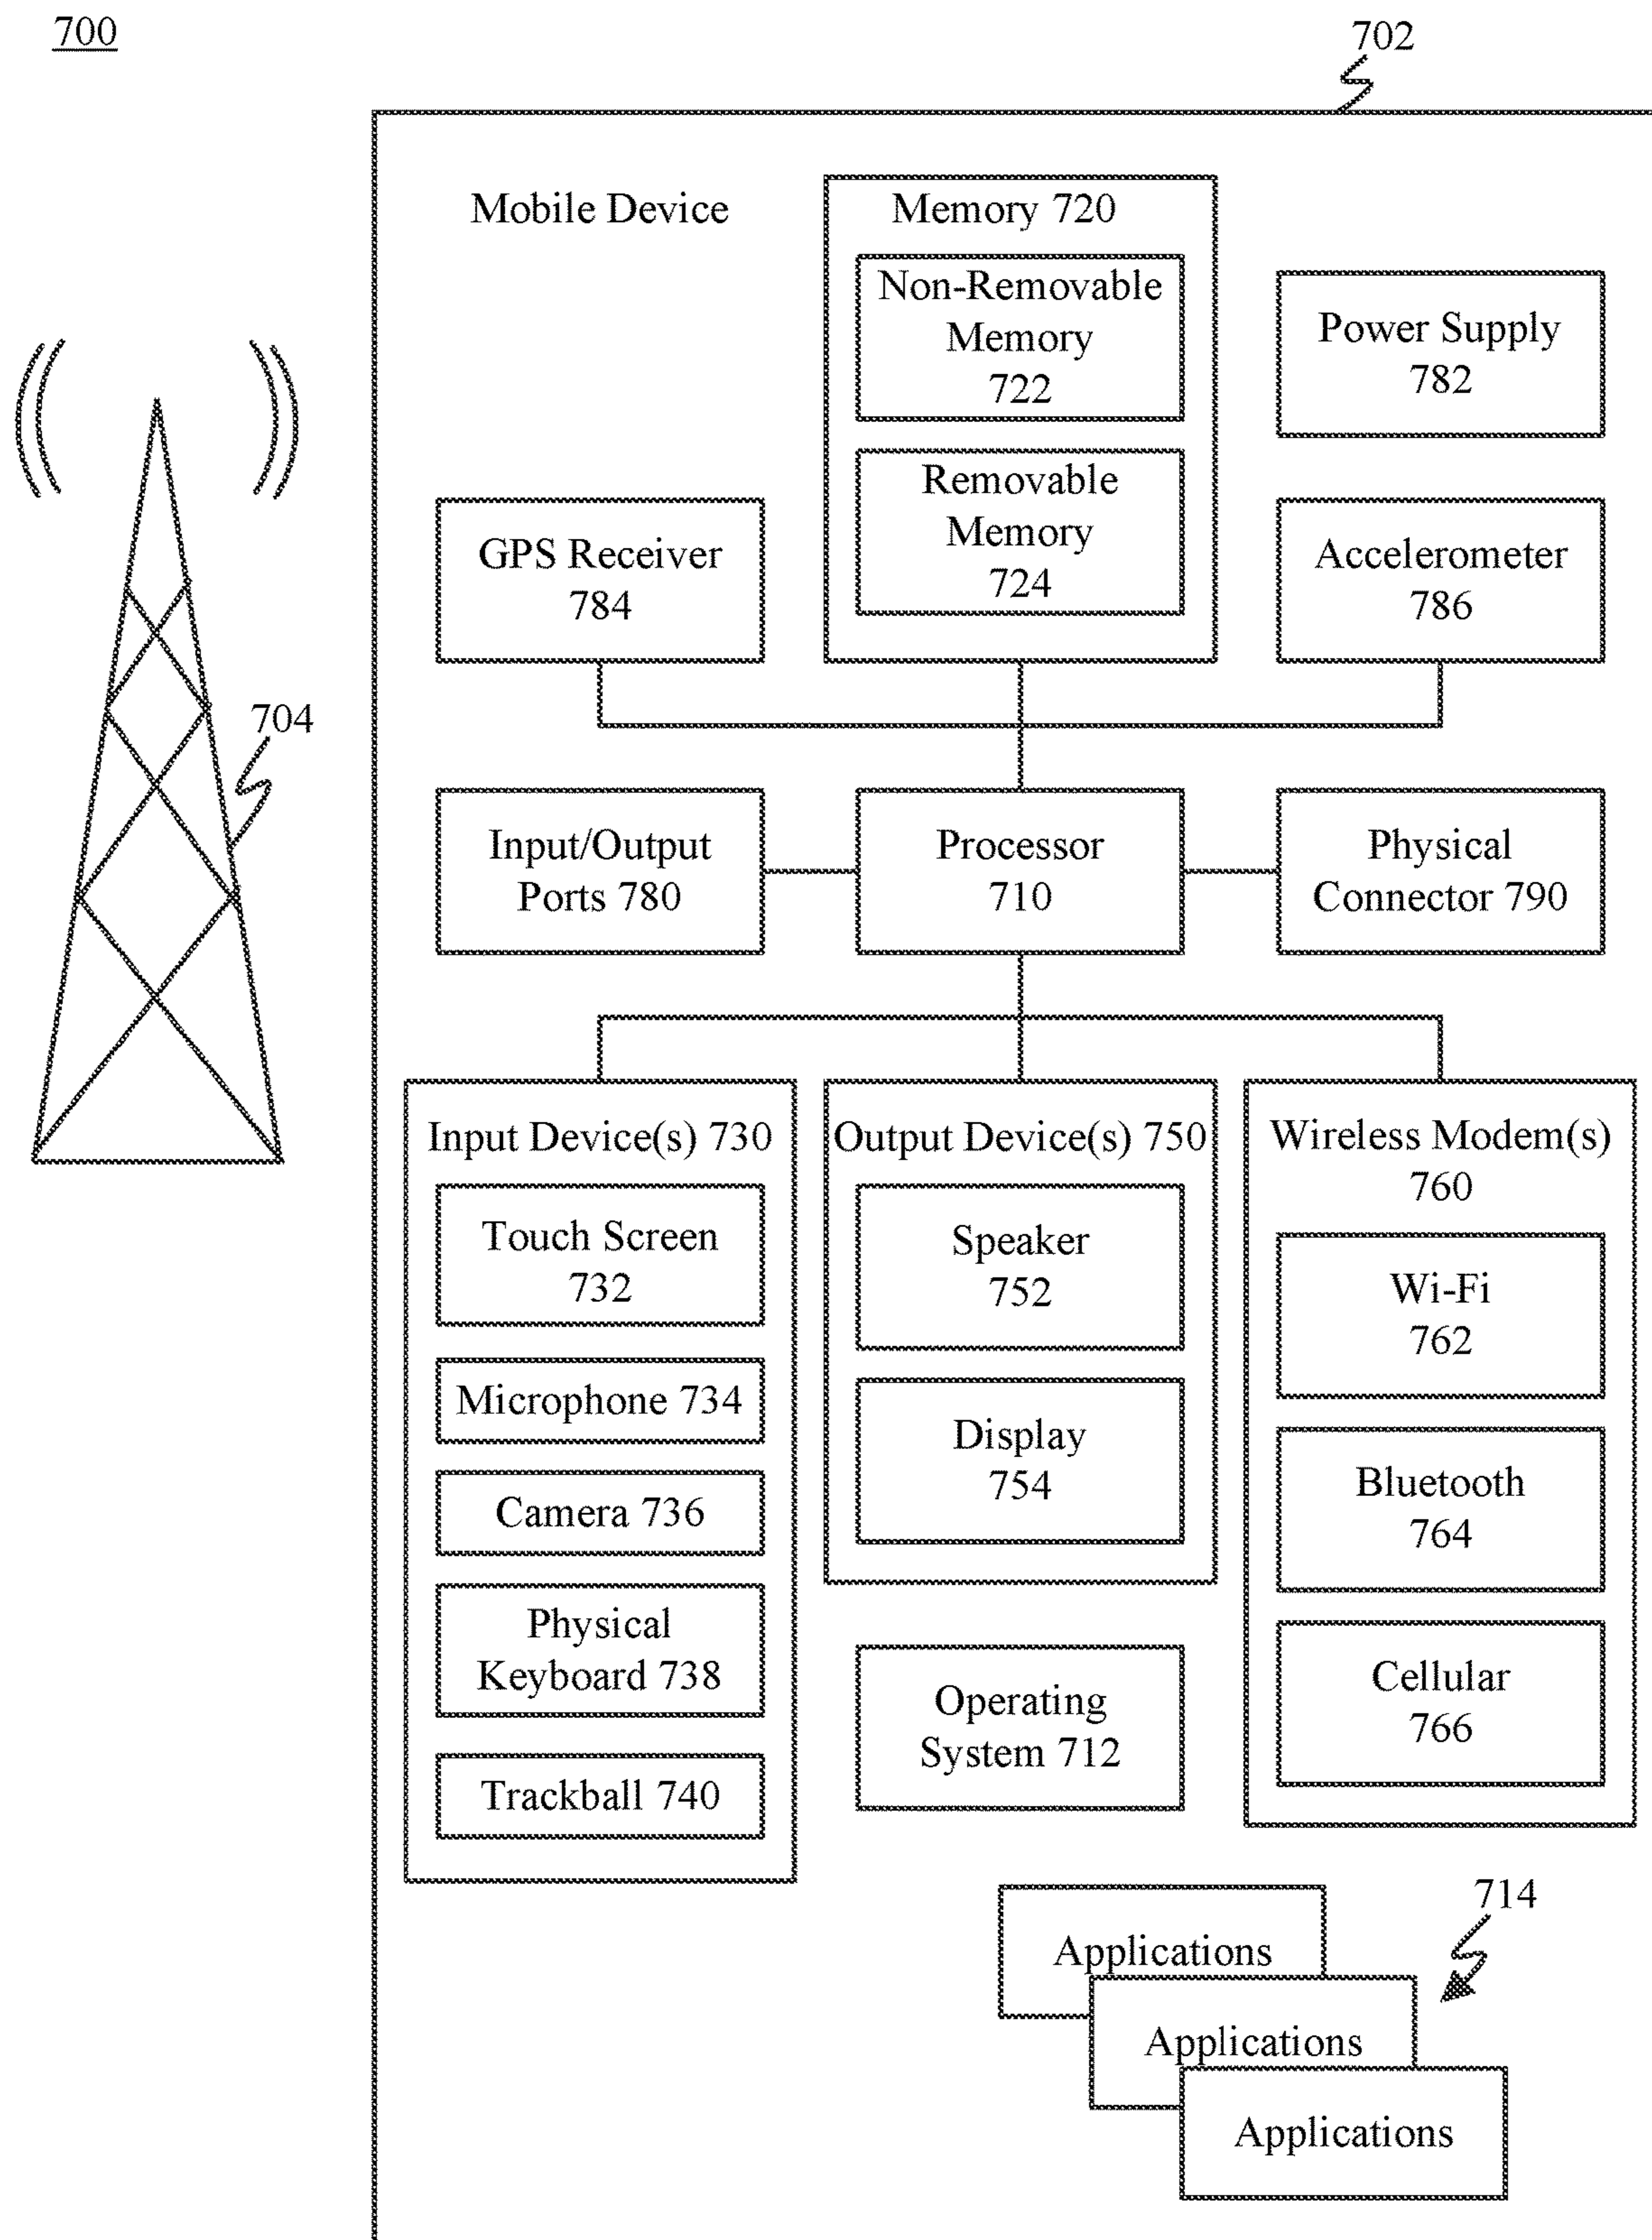 700
702
Mobile Device
Memory 720
Non-Removable
Memory
722
Removable
Memory
724
Power Supply
782
GPS Receiver
784
Accelerometer
786
704
Input/Output
Ports 780
Processor
710
Physical
Connector 790
Input Device(s) 730
Touch Screen
732
Microphone 734
Camera 736
Physical
Keyboard 738
Trackball 740
Output Device(s) 750
Speaker
752
Display
754
Operating
System 712
Wireless Modem(s)
760
Wi-Fi
762
Bluetooth
764
Cellular
766
714
Applications
Applications
Applications